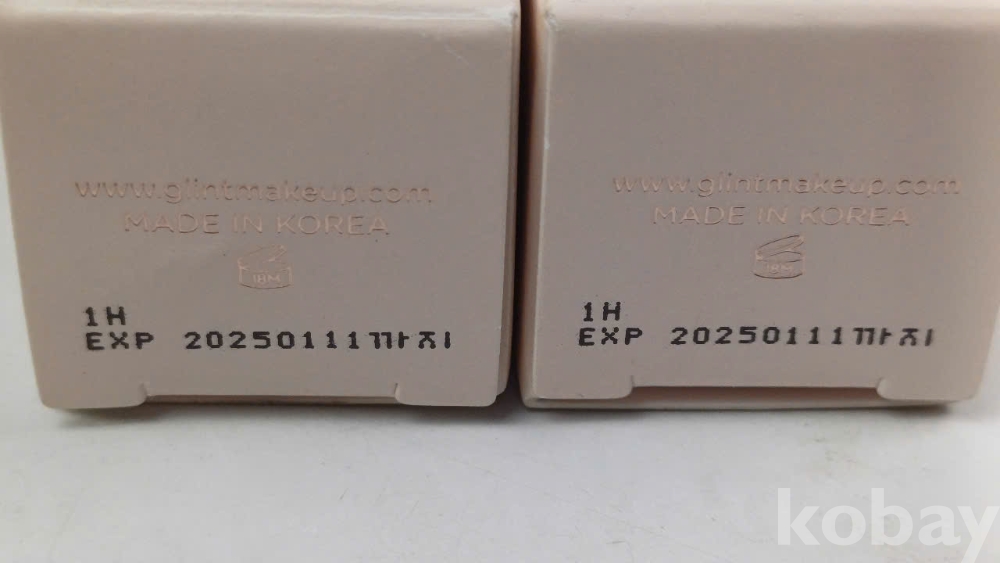 www.glintmakeup.com
MADE IN KOREA
18M
1H
EXP 20250111까지
www.glintmakeup.com
MADE IN KOREA
18M
1H
EXP 20250111까지
kobay